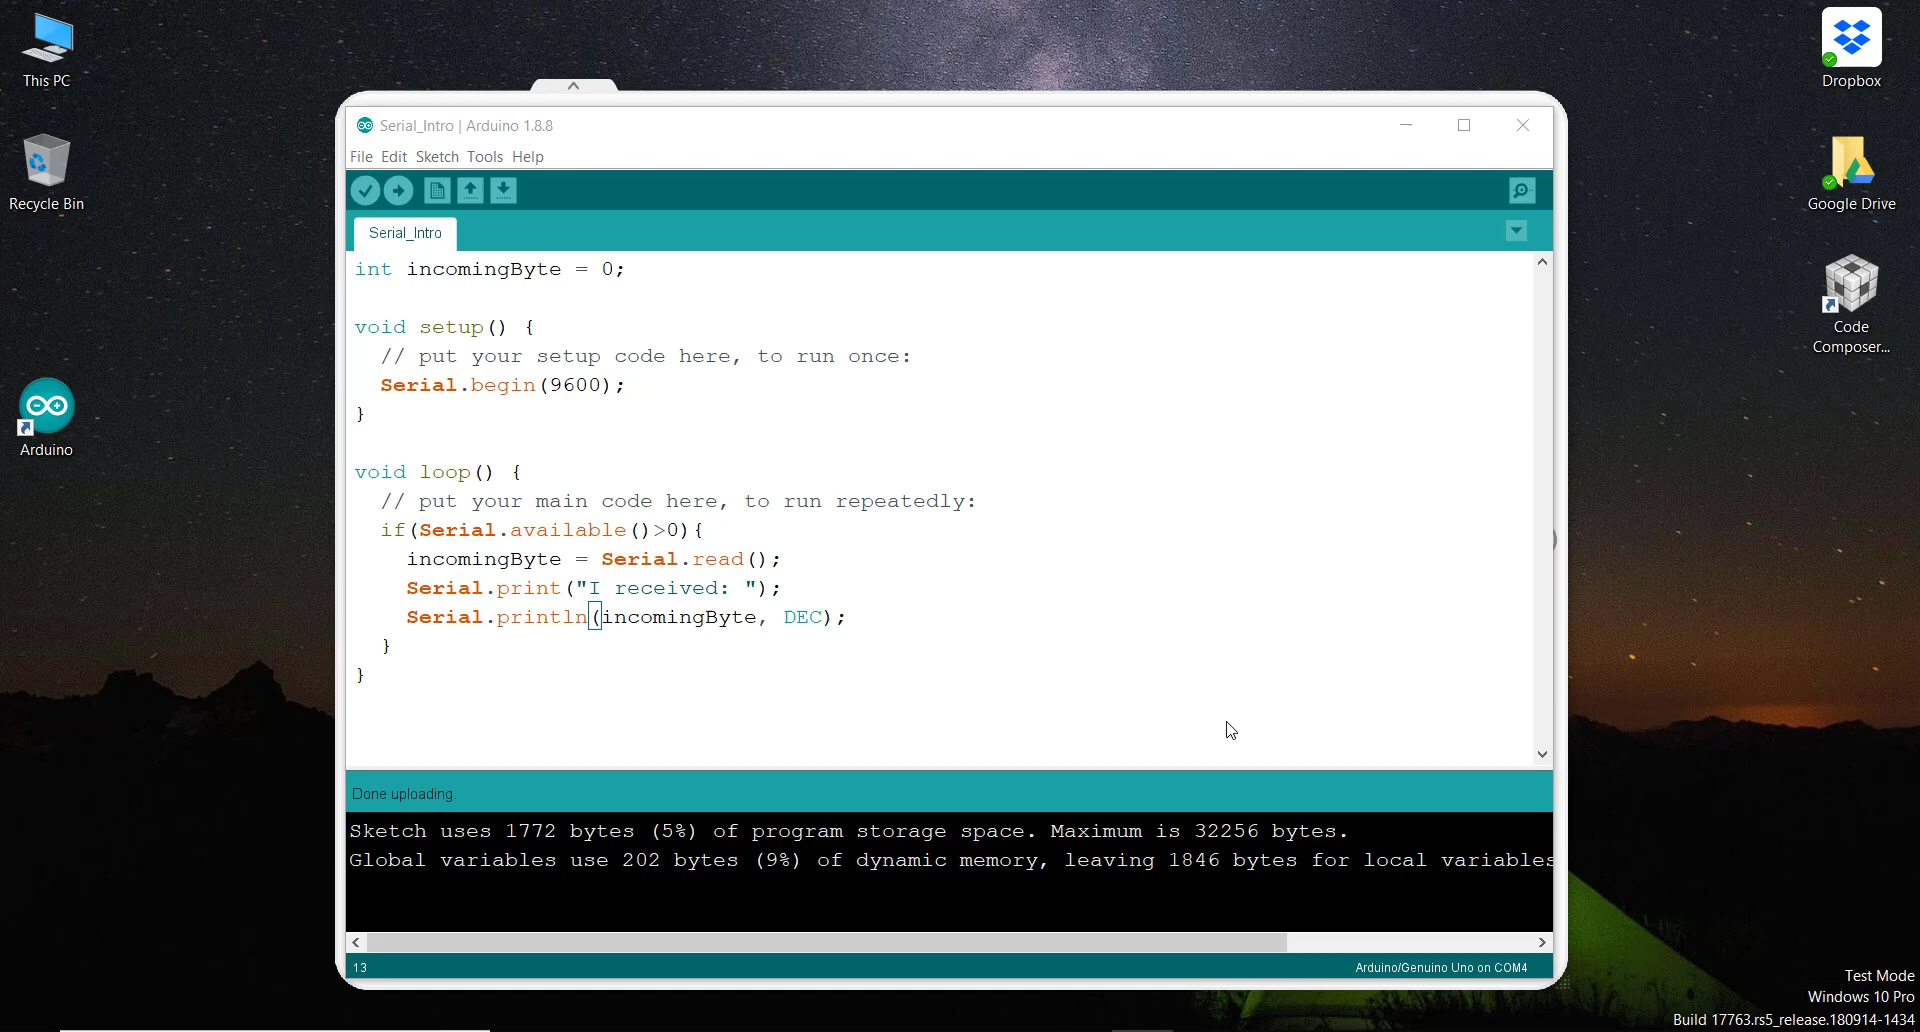 This PC
Recycle Bin
Arduino
Serial_Intro | Arduino 1.8.8
File Edit Sketch Tools Help
Serial_Intro
int incomingByte = 0;
void setup() {
// put your setup code here, to run once:
Serial.begin(9600);
}
void loop() {
// put your main code here, to run repeatedly:
if(Serial.available()>0){
incomingByte = Serial.read();
Serial.print("I received: ");
Serial.println(incomingByte, DEC);
}
}
Done uploading.
Sketch uses 1772 bytes (5%) of program storage space. Maximum is 32256 bytes.
Global variables use 202 bytes (9%) of dynamic memory, leaving 1846 bytes for local variables
13
Arduino/Genuino Uno on COM4
Dropbox
Google Drive
Code
Composer...
Test Mode
Windows 10 Pro
Build 17763.rs5_release.180914-1434